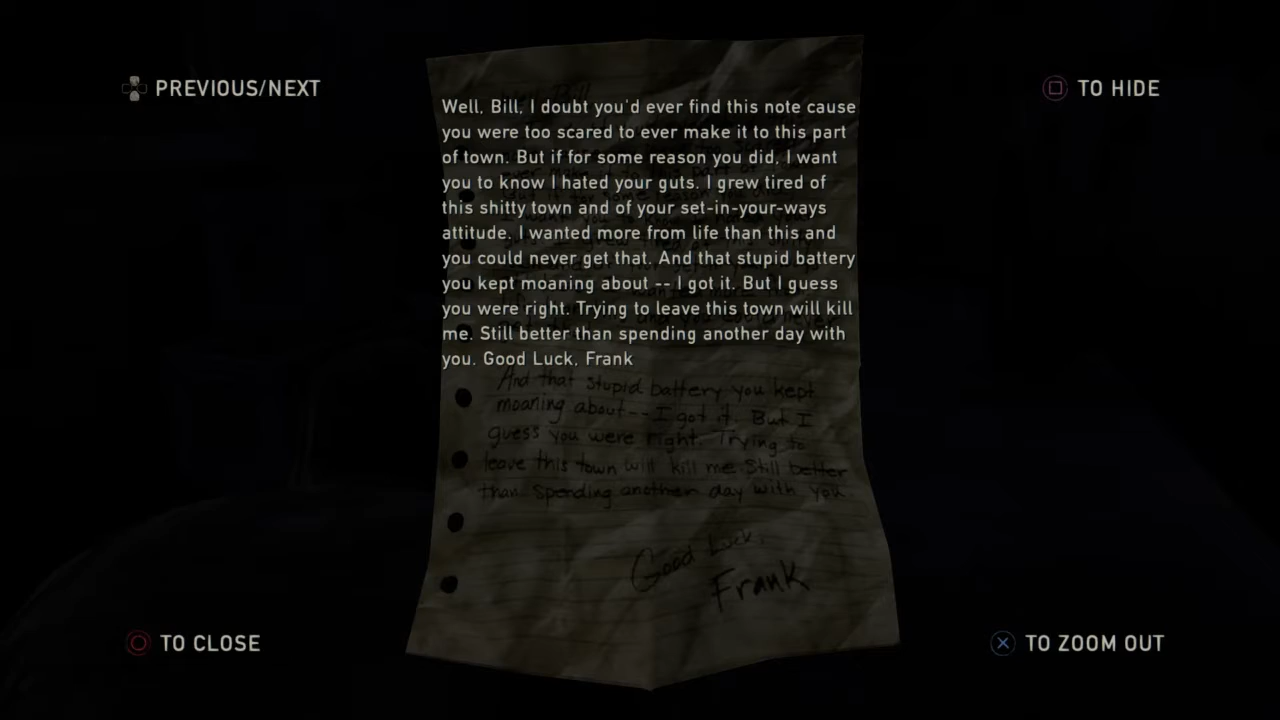 PREVIOUS/NEXT
TO HIDE
Well, Bill, I doubt you'd ever find this note cause
you were too scared to ever make it to this part
of town. But if for some reason you did, I want
you to know I hated your guts. I grew tired of
this shitty town and of your set-in-your-ways
attitude. I wanted more from life than this and
you could never get that. And that stupid battery
you kept moaning about -- I got it. But I guess
you were right. Trying to leave this town will kill
me. Still better than spending another day with
you. Good Luck, Frank
And that stupid battery you kept
moaning about-- I got it. But I
guess you were right. Trying to
leave this town will kill me. Still better
than spending another day with you
Good Luck,
Frank
TO CLOSE
TO ZOOM OUT